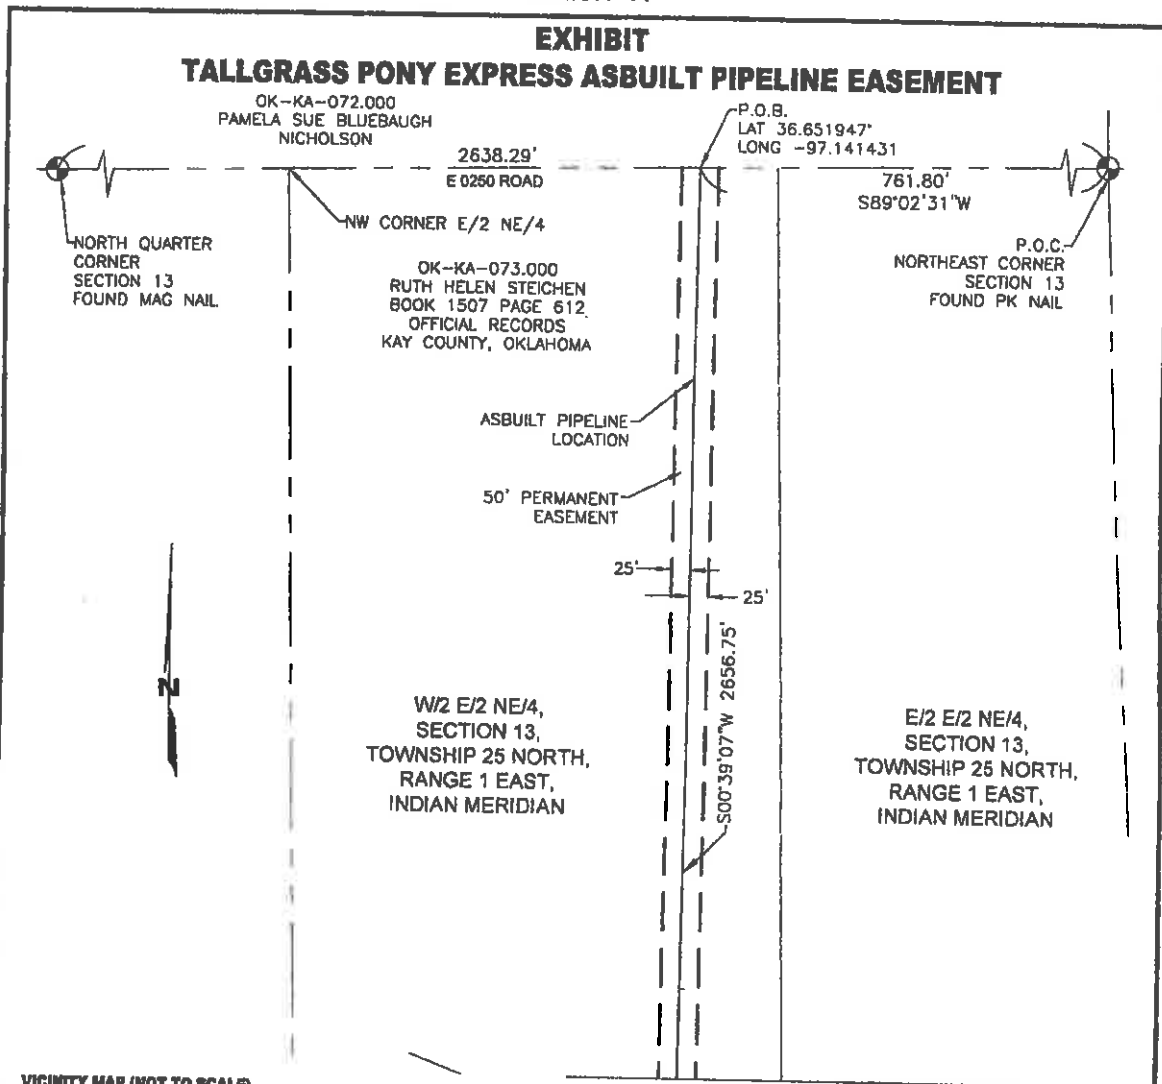 EXHIBIT
TALLGRASS PONY EXPRESS ASBUILT PIPELINE EASEMENT
OK-KA-072.000
PAMELA SUE BLUEBAUGH
NICHOLSON
P.O.B.
LAT 36.651947°
LONG -97.141431
2638.29'
E 0250 ROAD
761.80'
S89°02'31"W
NW CORNER E/2 NE/4
NORTH QUARTER
CORNER
SECTION 13
FOUND MAG NAIL
P.O.C.
NORTHEAST CORNER
SECTION 13
FOUND PK NAIL
OK-KA-073.000
RUTH HELEN STEICHEN
BOOK 1507 PAGE 612
OFFICIAL RECORDS
KAY COUNTY, OKLAHOMA
ASBUILT PIPELINE
LOCATION
50' PERMANENT
EASEMENT
25'
25'
S00°39'07"W 2656.75'
N
W/2 E/2 NE/4,
SECTION 13,
TOWNSHIP 25 NORTH,
RANGE 1 EAST,
INDIAN MERIDIAN
E/2 E/2 NE/4,
SECTION 13,
TOWNSHIP 25 NORTH,
RANGE 1 EAST,
INDIAN MERIDIAN
VICINITY MAP (NOT TO SCALE)